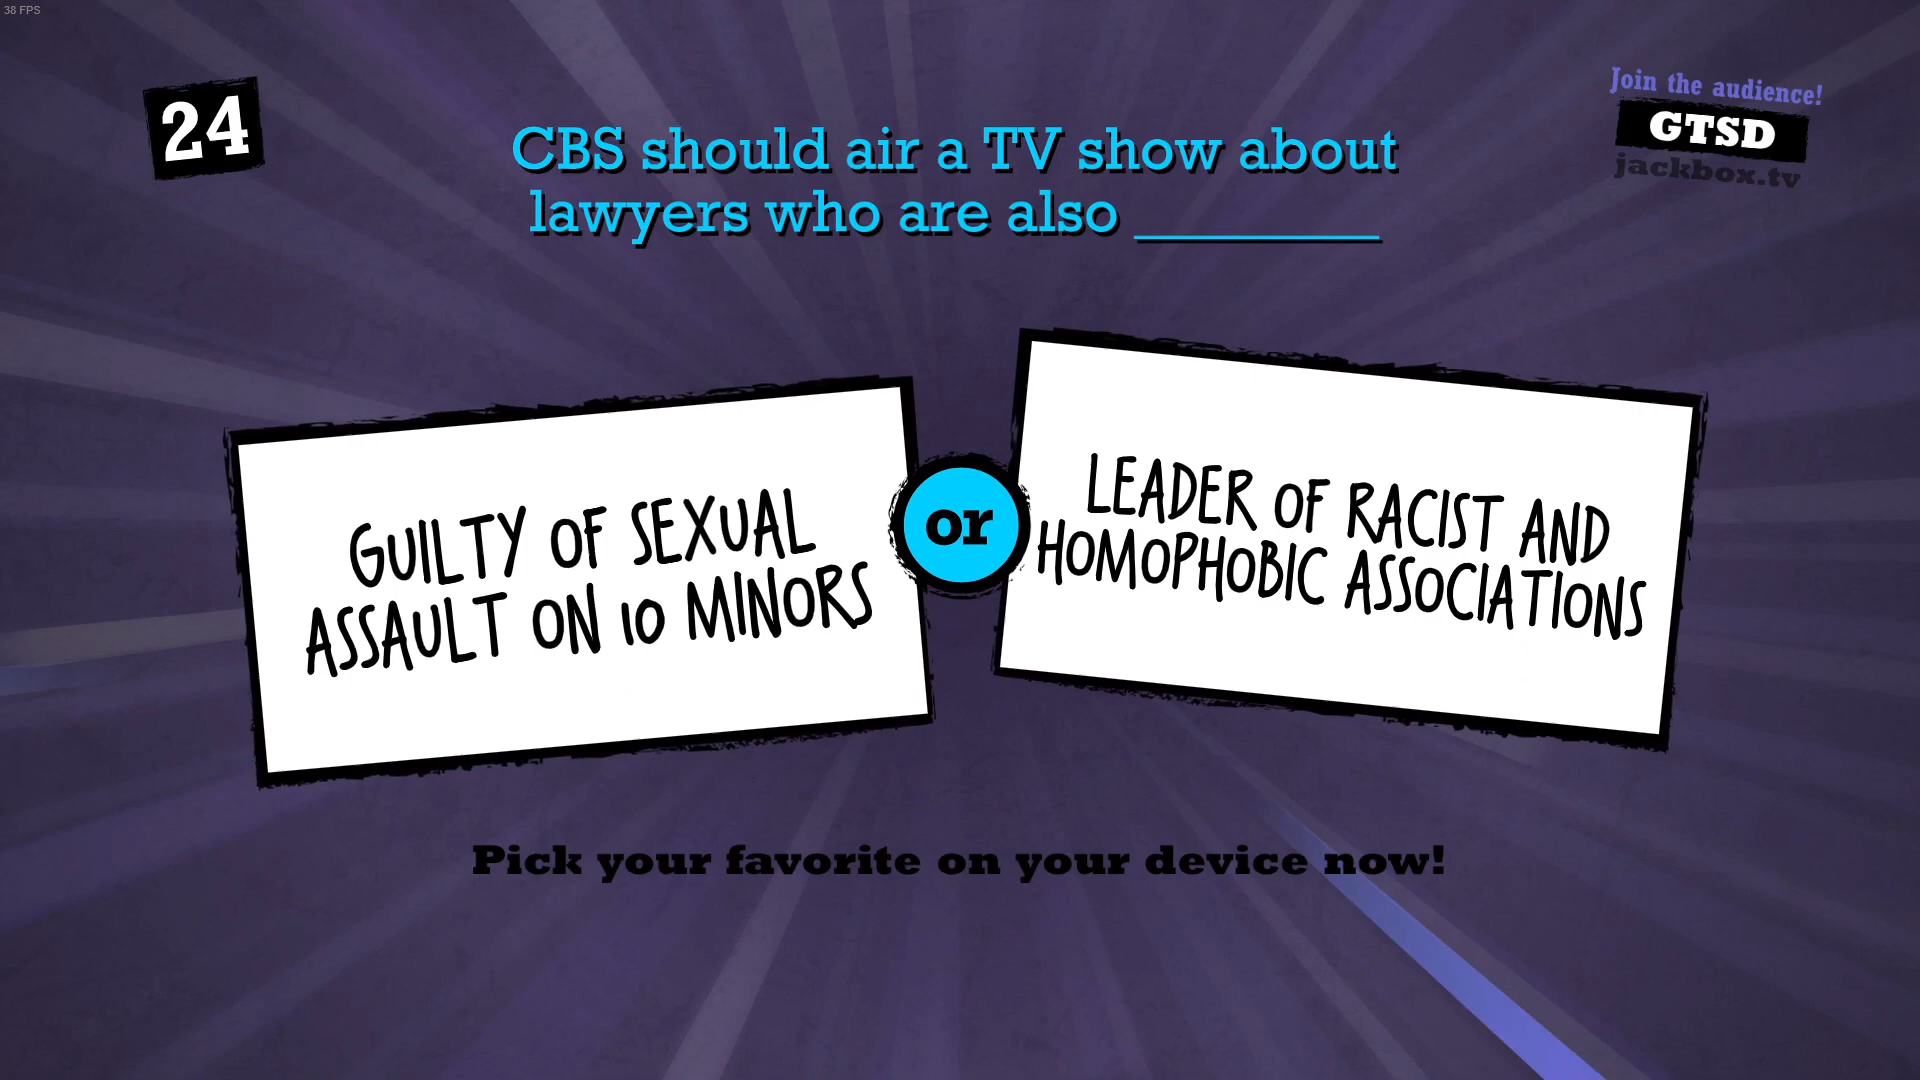 38 FPS
24
Join the audience!
GTSD
jackbox.tv
CBS should air a TV show about
lawyers who are also ________
GUILTY OF SEXUAL
ASSAULT ON 10 MINORS
or
LEADER OF RACIST AND
HOMOPHOBIC ASSOCIATIONS
Pick your favorite on your device now!